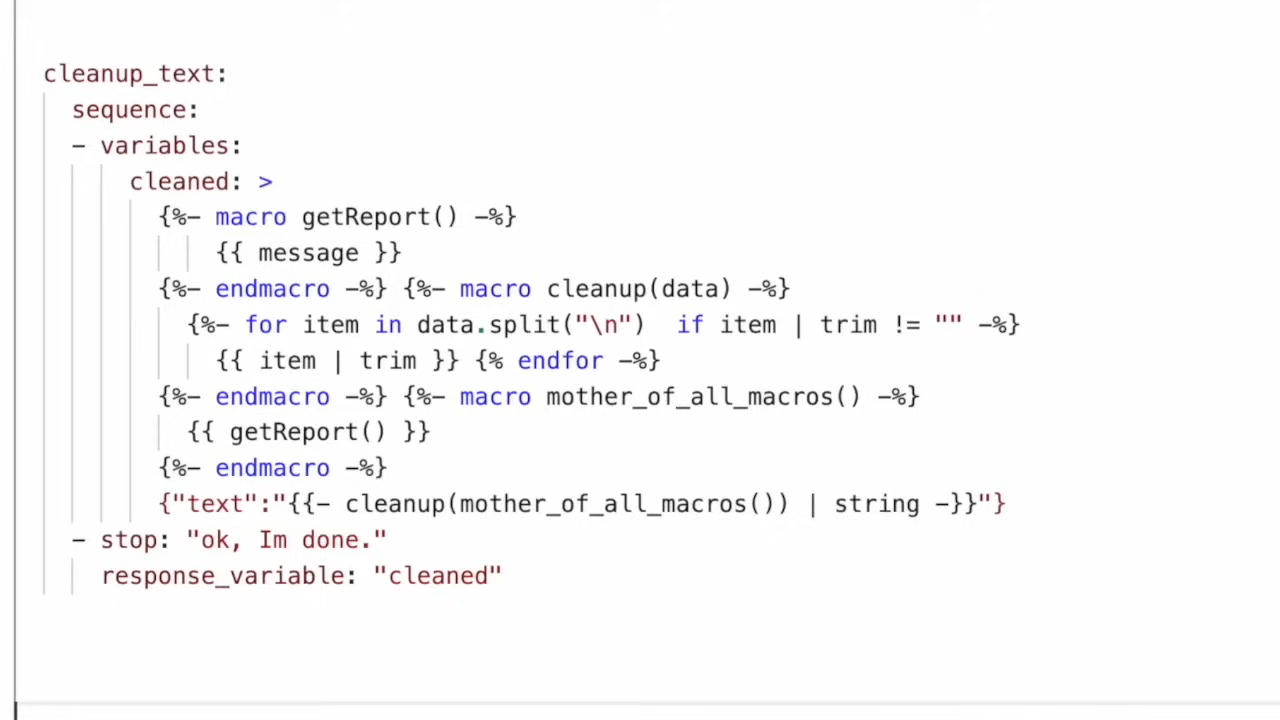 cleanup_text:
sequence:
- variables:
cleaned: >
{%- macro getReport() -%}
{{ message }}
{%- endmacro -%} {%- macro cleanup(data) -%}
{%- for item in data.split("\n")  if item | trim != "" -%}
{{ item | trim }} {% endfor -%}
{%- endmacro -%} {%- macro mother_of_all_macros() -%}
{{ getReport() }}
{%- endmacro -%}
{"text":"{{- cleanup(mother_of_all_macros()) | string -}}"}
- stop: "ok, Im done."
response_variable: "cleaned"